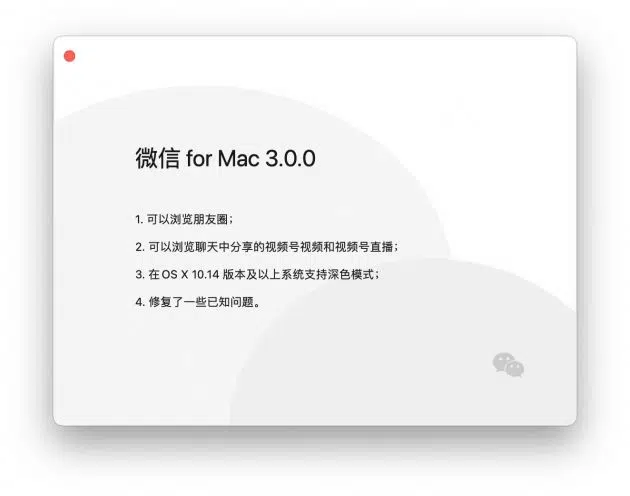 微信 for Mac 3.0.0
1. 可以浏览朋友圈；
2. 可以浏览聊天中分享的视频号视频和视频号直播；
3. 在OS X 10.14 版本及以上系统支持深色模式；
4. 修复了一些已知问题。